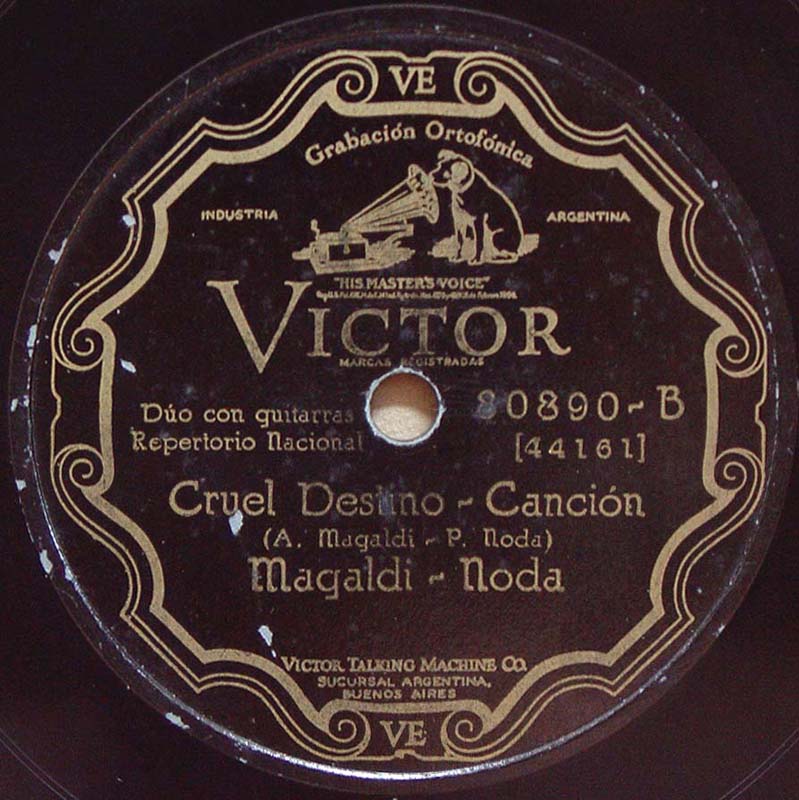 VE
Grabación Ortofónica
INDUSTRIA
ARGENTINA
"HIS MASTER'S VOICE"
VICTOR
MARCAS REGISTRADAS
Dúo con guitarras
Repertorio Nacional
80890-B
[44161]
Cruel Destino - Canción
(A. Magaldi - P. Noda)
Magaldi - Noda
VICTOR TALKING MACHINE CO.
SUCURSAL ARGENTINA,
BUENOS AIRES
VE